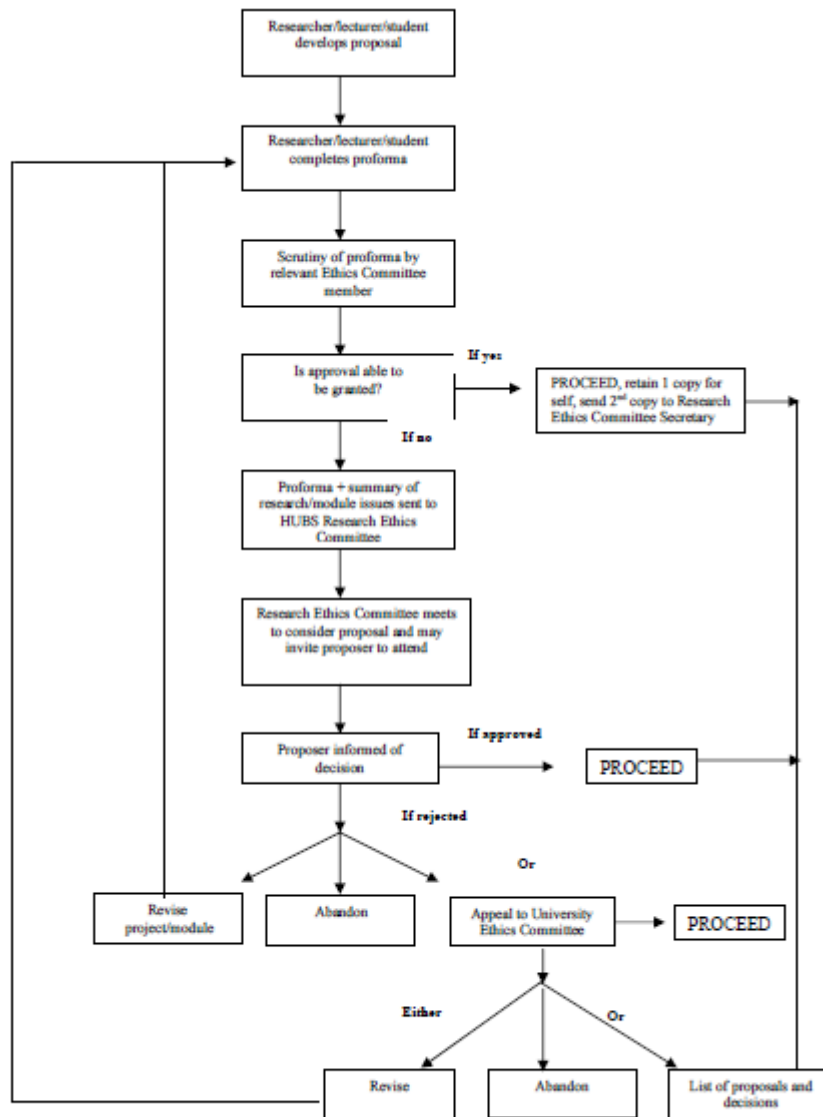 Researcher/lecturer/student
develops proposal
Researcher/lecturer/student
completes proforma
Scrutiny of proforma by
relevant Ethics Committee
member
If yes
Is approval able to
be granted?
PROCEED, retain 1 copy for
self, send 2nd copy to Research
Ethics Committee Secretary
If no
Proforma + summary of
research/module issues sent to
HUBS Research Ethics
Committee
Research Ethics Committee meets
to consider proposal and may
invite proposer to attend
If approved
Proposer informed of
decision
PROCEED
If rejected
Or
Revise
project/module
Abandon
Appeal to University
Ethics Committee
PROCEED
Either
Or
Revise
Abandon
List of proposals and
decisions